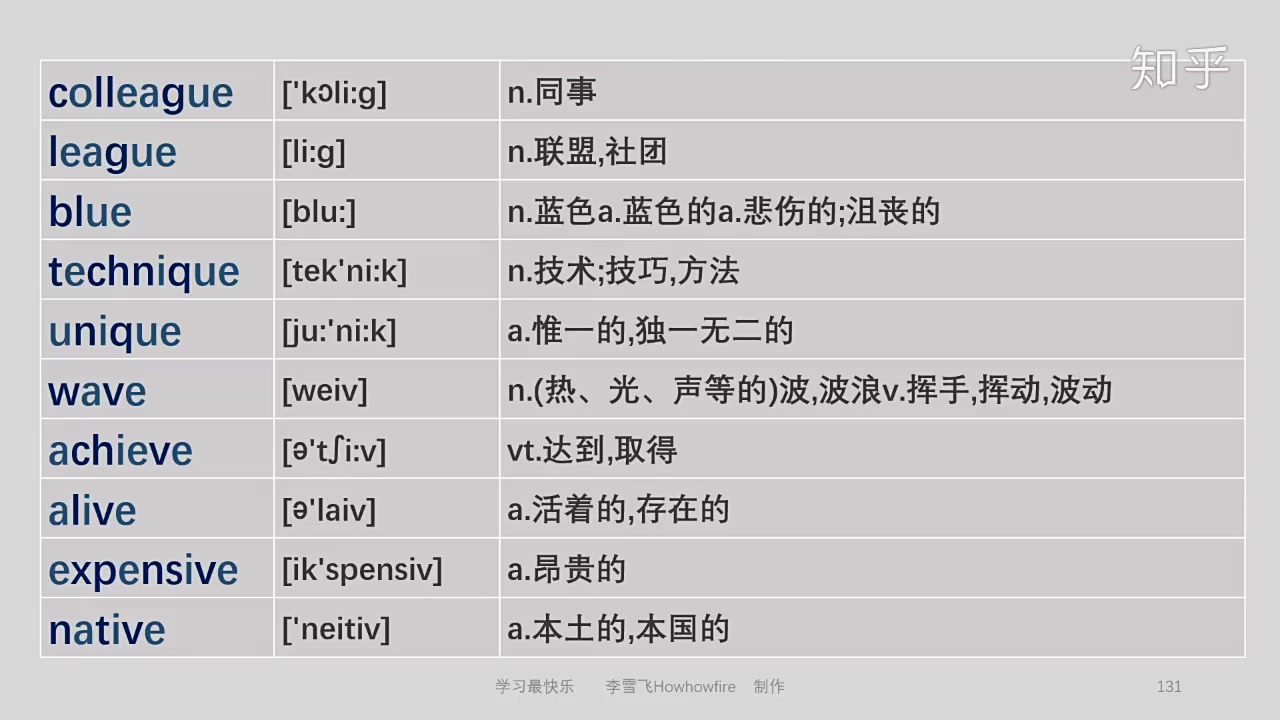 知乎
colleague ['kɔli:g] n.同事
league [li:g] n.联盟,社团
blue [blu:] n.蓝色a.蓝色的a.悲伤的;沮丧的
technique [tek'ni:k] n.技术;技巧,方法
unique [ju:'ni:k] a.惟一的,独一无二的
wave [weiv] n.(热、光、声等的)波,波浪v.挥手,挥动,波动
achieve [ə'tʃi:v] vt.达到,取得
alive [ə'laiv] a.活着的,存在的
expensive [ik'spensiv] a.昂贵的
native ['neitiv] a.本土的,本国的
学习最快乐 李雪飞Howhowfire 制作 131